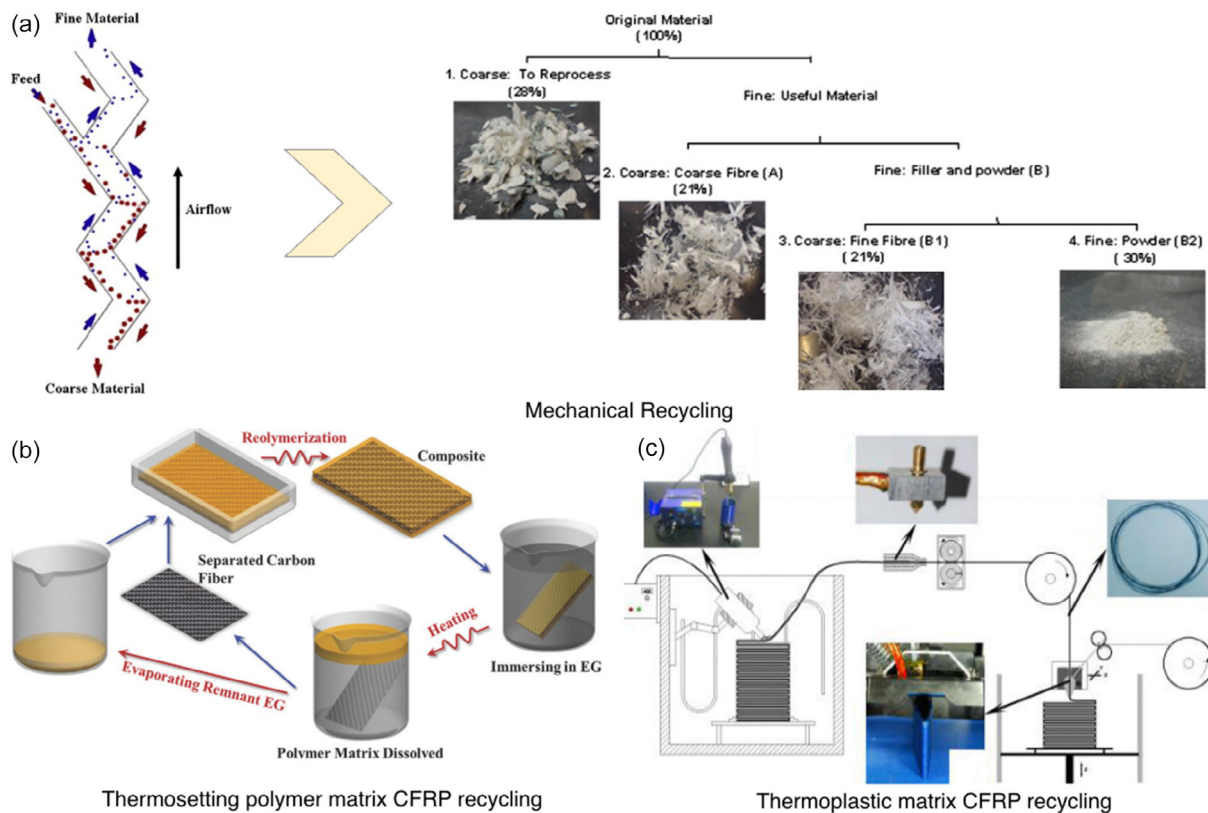 (a)
Fine Material
Feed
Airflow
Coarse Material
Original Material
(100%)
1. Coarse: To Reprocess
(28%)
Fine: Useful Material
2. Coarse: Coarse Fibre (A)
(21%)
Fine: Filler and powder (B)
3. Coarse: Fine Fibre (B1)
(21%)
4. Fine: Powder (B2)
( 30%)
Mechanical Recycling
(b)
Reolymerization
Composite
Separated Carbon
Fiber
Heating
Immersing in EG
Evaporating Remnant EG
Polymer Matrix Dissolved
Thermosetting polymer matrix CFRP recycling
(c)
Thermoplastic matrix CFRP recycling